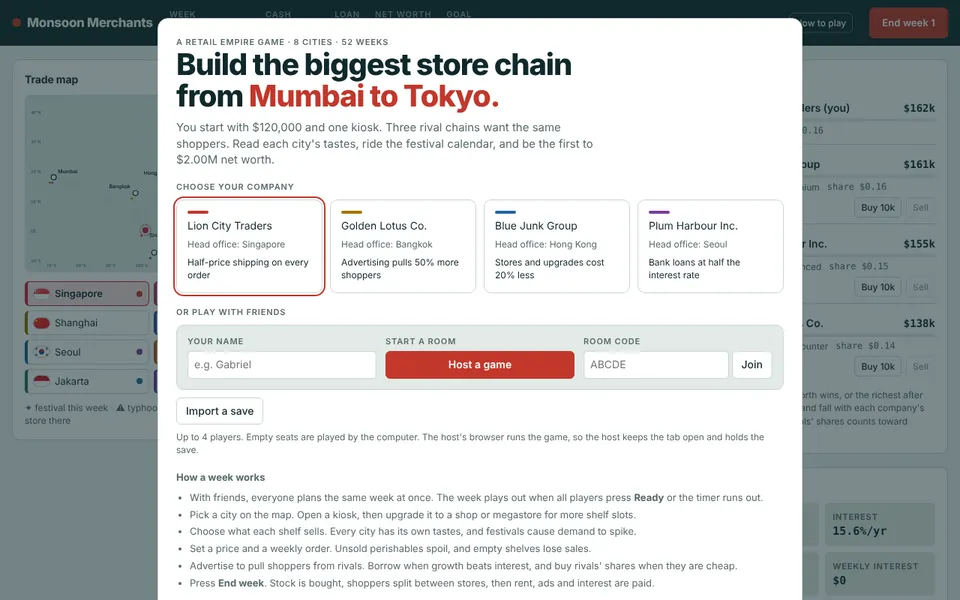 Monsoon Merchants
WEEK
CASH
LOAN
NET WORTH
GOAL
How to play
End week 1
Trade map
Mumbai
Bangkok
A RETAIL EMPIRE GAME · 8 CITIES · 52 WEEKS
Build the biggest store chain
from Mumbai to Tokyo.
You start with $120,000 and one kiosk. Three rival chains want the same
shoppers. Read each city's tastes, ride the festival calendar, and be the first to
$2.00M net worth.
CHOOSE YOUR COMPANY
Lion City Traders
Head office: Singapore
Half-price shipping on every
order
Golden Lotus Co.
Head office: Bangkok
Advertising pulls 50% more
shoppers
Blue Junk Group
Head office: Hong Kong
Stores and upgrades cost
20% less
Plum Harbour Inc.
Head office: Seoul
Bank loans at half the
interest rate
OR PLAY WITH FRIENDS
YOUR NAME
e.g. Gabriel
START A ROOM
Host a game
ROOM CODE
ABCDE
Join
Import a save
Up to 4 players. Empty seats are played by the computer. The host's browser runs the game, so the host keeps the tab open and holds the
save.
How a week works
• With friends, everyone plans the same week at once. The week plays out when all players press Ready or the timer runs out.
• Pick a city on the map. Open a kiosk, then upgrade it to a shop or megastore for more shelf slots.
• Choose what each shelf sells. Every city has its own tastes, and festivals cause demand to spike.
• Set a price and a weekly order. Unsold perishables spoil, and empty shelves lose sales.
• Advertise to pull shoppers from rivals. Borrow when growth beats interest, and buy rivals' shares when they are cheap.
• Press End week. Stock is bought, shoppers split between stores, then rent, ads and interest are paid.
Singapore
Shanghai
Seoul
Jakarta
✦ festival this week ▲ typhoo
store there
ders (you)
$162k
0.16
oup
$161k
nium share $0.16
Buy 10k
Sell
r Inc.
$155k
nced share $0.15
Buy 10k
Sell
Co.
$138k
ounter share $0.14
Buy 10k
Sell
orth wins, or the richest after
and fall with each company's
ls' shares counts toward
INTEREST
15.6%/yr
WEEKLY INTEREST
$0